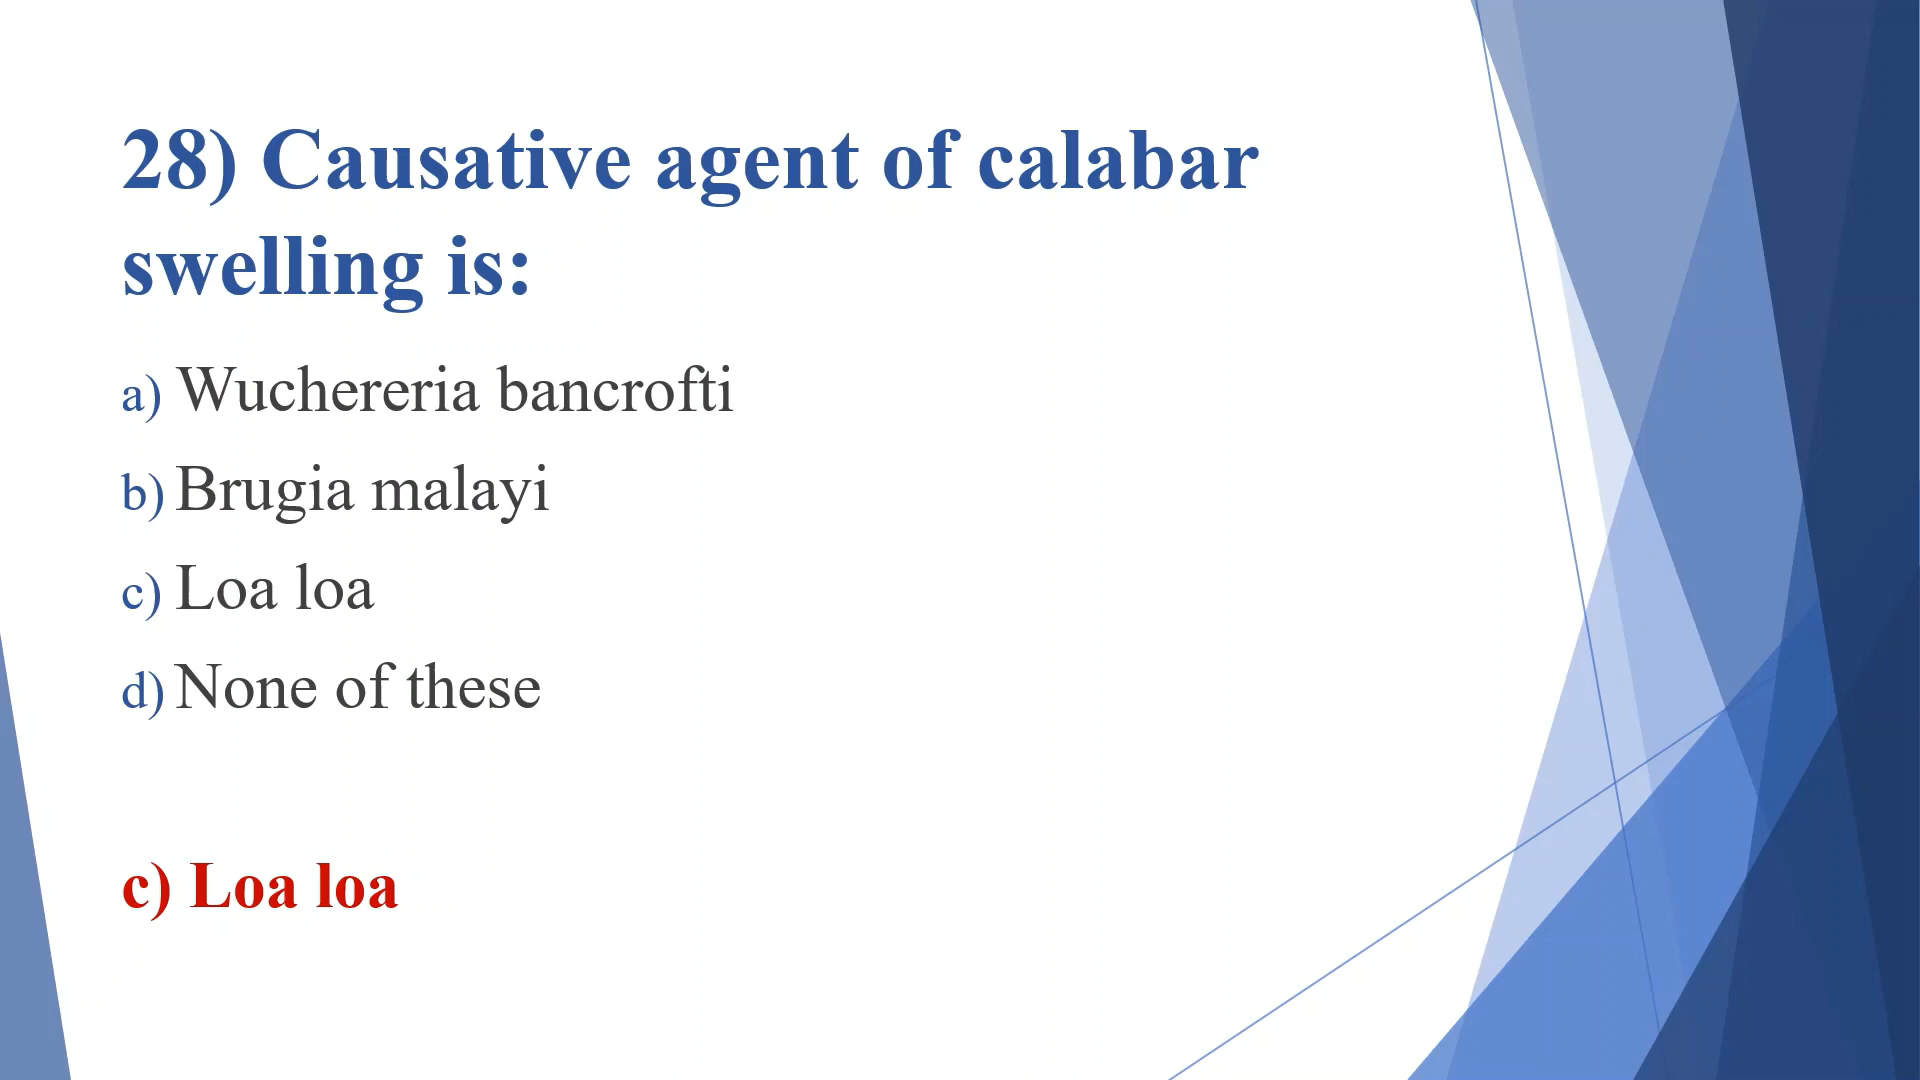 28) Causative agent of calabar
swelling is:
a) Wuchereria bancrofti
b) Brugia malayi
c) Loa loa
d) None of these
c) Loa loa